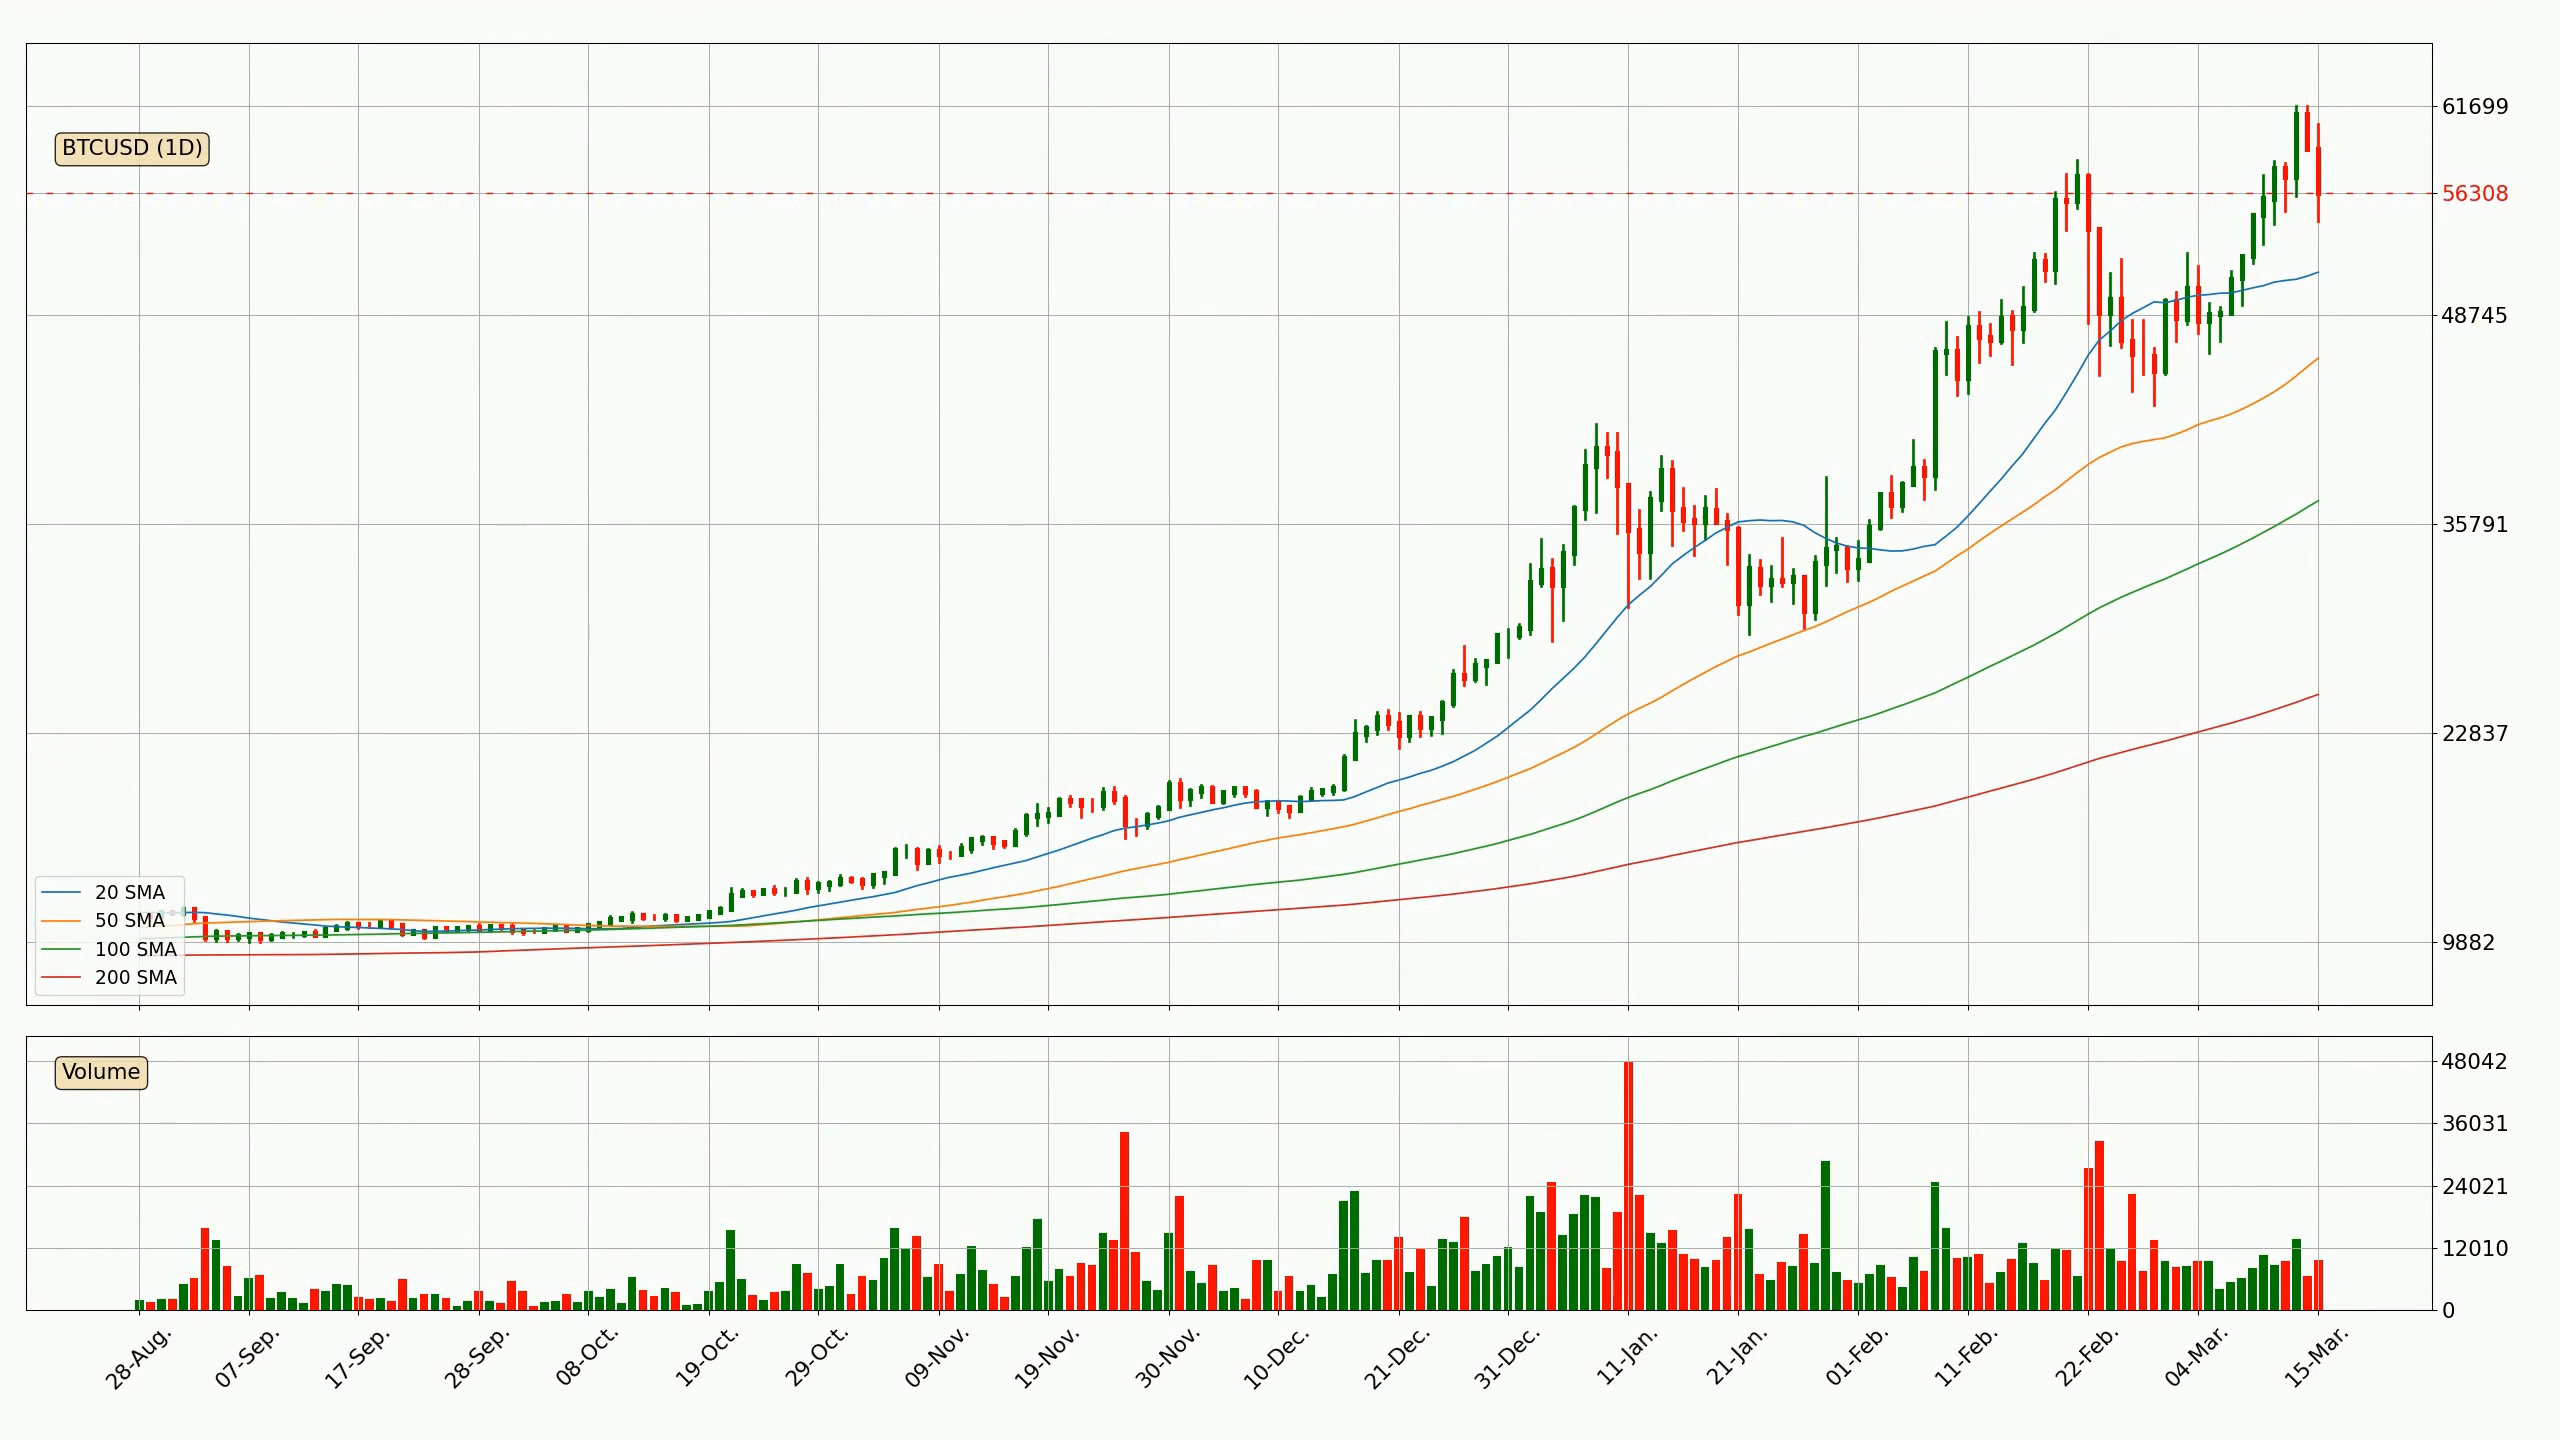 BTCUSD (1D)
61699
56308
48745
35791
22837
9882
20 SMA
50 SMA
100 SMA
200 SMA
Volume
48042
36031
24021
12010
0
28-Aug.
07-Sep.
17-Sep.
28-Sep.
08-Oct.
19-Oct.
29-Oct.
09-Nov.
19-Nov.
30-Nov.
10-Dec.
21-Dec.
31-Dec.
11-Jan.
21-Jan.
01-Feb.
11-Feb.
22-Feb.
04-Mar.
15-Mar.